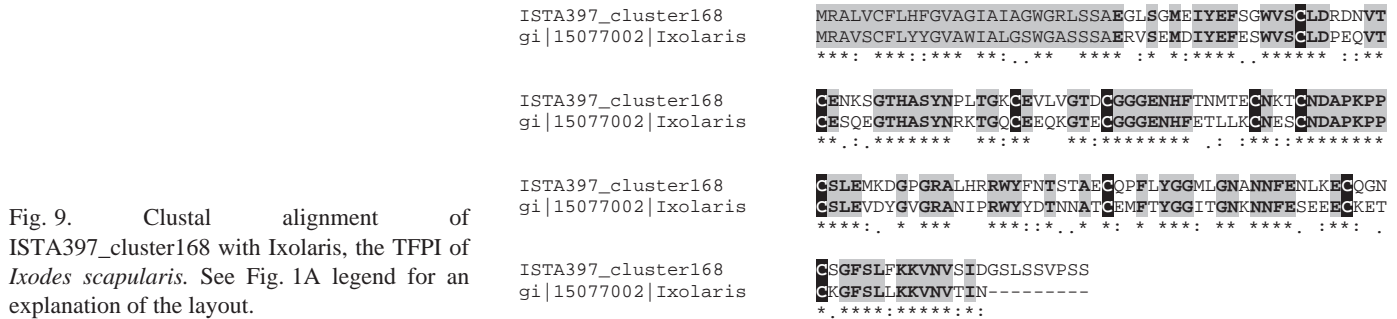 ISTA397_cluster168 MRALVCFLHFGVAGIAIAGWGRLSSAEGLSGMEIYEFSGWVSCLDRDNVT
gi|15077002|Ixolaris MRAVSCFLYYGVAWIALGSWGASSSAERVSEMDIYEFESWVSCLDPEQVT
***: ***::*** **:..** **** :* *:****..****** ::**
ISTA397_cluster168 CENKSGTHASYNPLTGKCEVLVGTDCGGGENHFTNMTECNKTCNDAPKPP
gi|15077002|Ixolaris CESQEGTHASYNRKTGQCEEQKGTECGGGENHFETLLKCNESCNDAPKPP
**.:.******* **:** **:******** .: :**::********
ISTA397_cluster168 CSLEMKDGPGRALHRRWYFNTSTAECQPFLYGGMLGNANNFENLKECQGN
gi|15077002|Ixolaris CSLEVDYGVGRANIPRWYYDTNNATCEMFTYGGITGNKNNFESEEECKET
****:. * *** ***::*..* *: * ***: ** ****. :**: .
ISTA397_cluster168 CSGFSLFKKVNVSIDGSLSSVPSS
gi|15077002|Ixolaris CKGFSLLKKVNVTIN---------
*.****:*****:*:
Fig. 9. Clustal alignment of
ISTA397_cluster168 with Ixolaris, the TFPI of
Ixodes scapularis. See Fig. 1A legend for an
explanation of the layout.